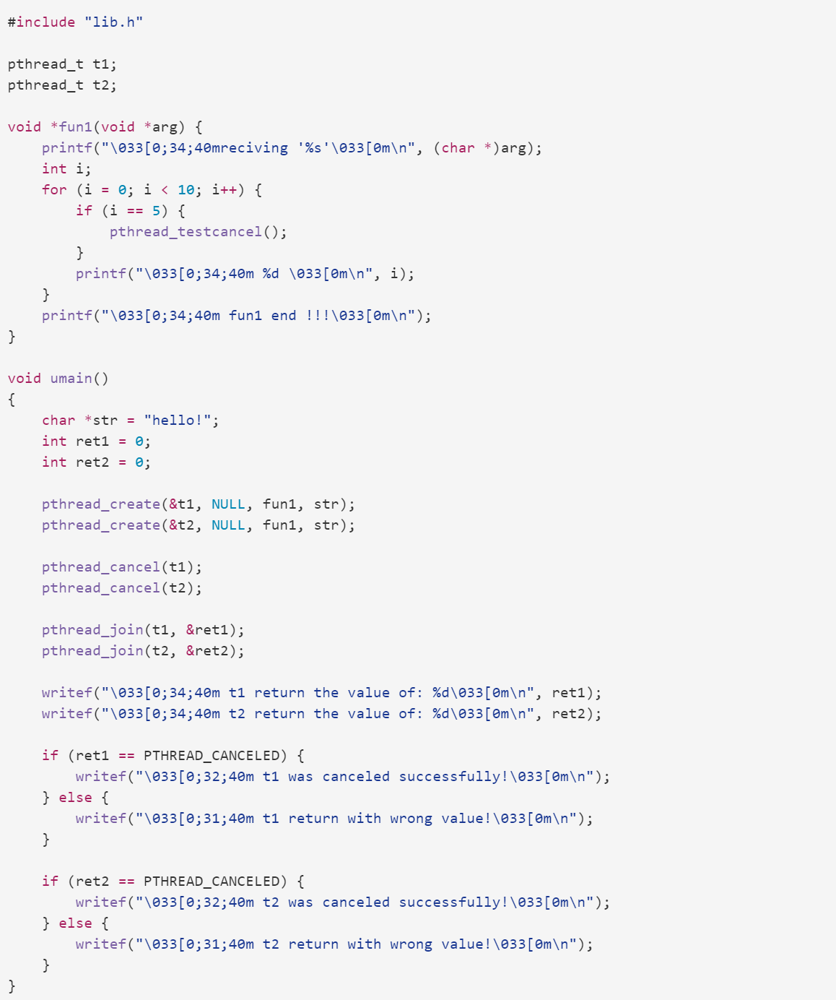 #include "lib.h"

pthread_t t1;
pthread_t t2;

void *fun1(void *arg) {
    printf("\033[0;34;40mreciving '%s'\033[0m\n", (char *)arg);
    int i;
    for (i = 0; i < 10; i++) {
        if (i == 5) {
            pthread_testcancel();
        }
        printf("\033[0;34;40m %d \033[0m\n", i);
    }
    printf("\033[0;34;40m fun1 end !!!\033[0m\n");
}

void umain()
{
    char *str = "hello!";
    int ret1 = 0;
    int ret2 = 0;

    pthread_create(&t1, NULL, fun1, str);
    pthread_create(&t2, NULL, fun1, str);

    pthread_cancel(t1);
    pthread_cancel(t2);

    pthread_join(t1, &ret1);
    pthread_join(t2, &ret2);

    writef("\033[0;34;40m t1 return the value of: %d\033[0m\n", ret1);
    writef("\033[0;34;40m t2 return the value of: %d\033[0m\n", ret2);

    if (ret1 == PTHREAD_CANCELED) {
        writef("\033[0;32;40m t1 was canceled successfully!\033[0m\n");
    } else {
        writef("\033[0;31;40m t1 return with wrong value!\033[0m\n");
    }

    if (ret2 == PTHREAD_CANCELED) {
        writef("\033[0;32;40m t2 was canceled successfully!\033[0m\n");
    } else {
        writef("\033[0;31;40m t2 return with wrong value!\033[0m\n");
    }
}